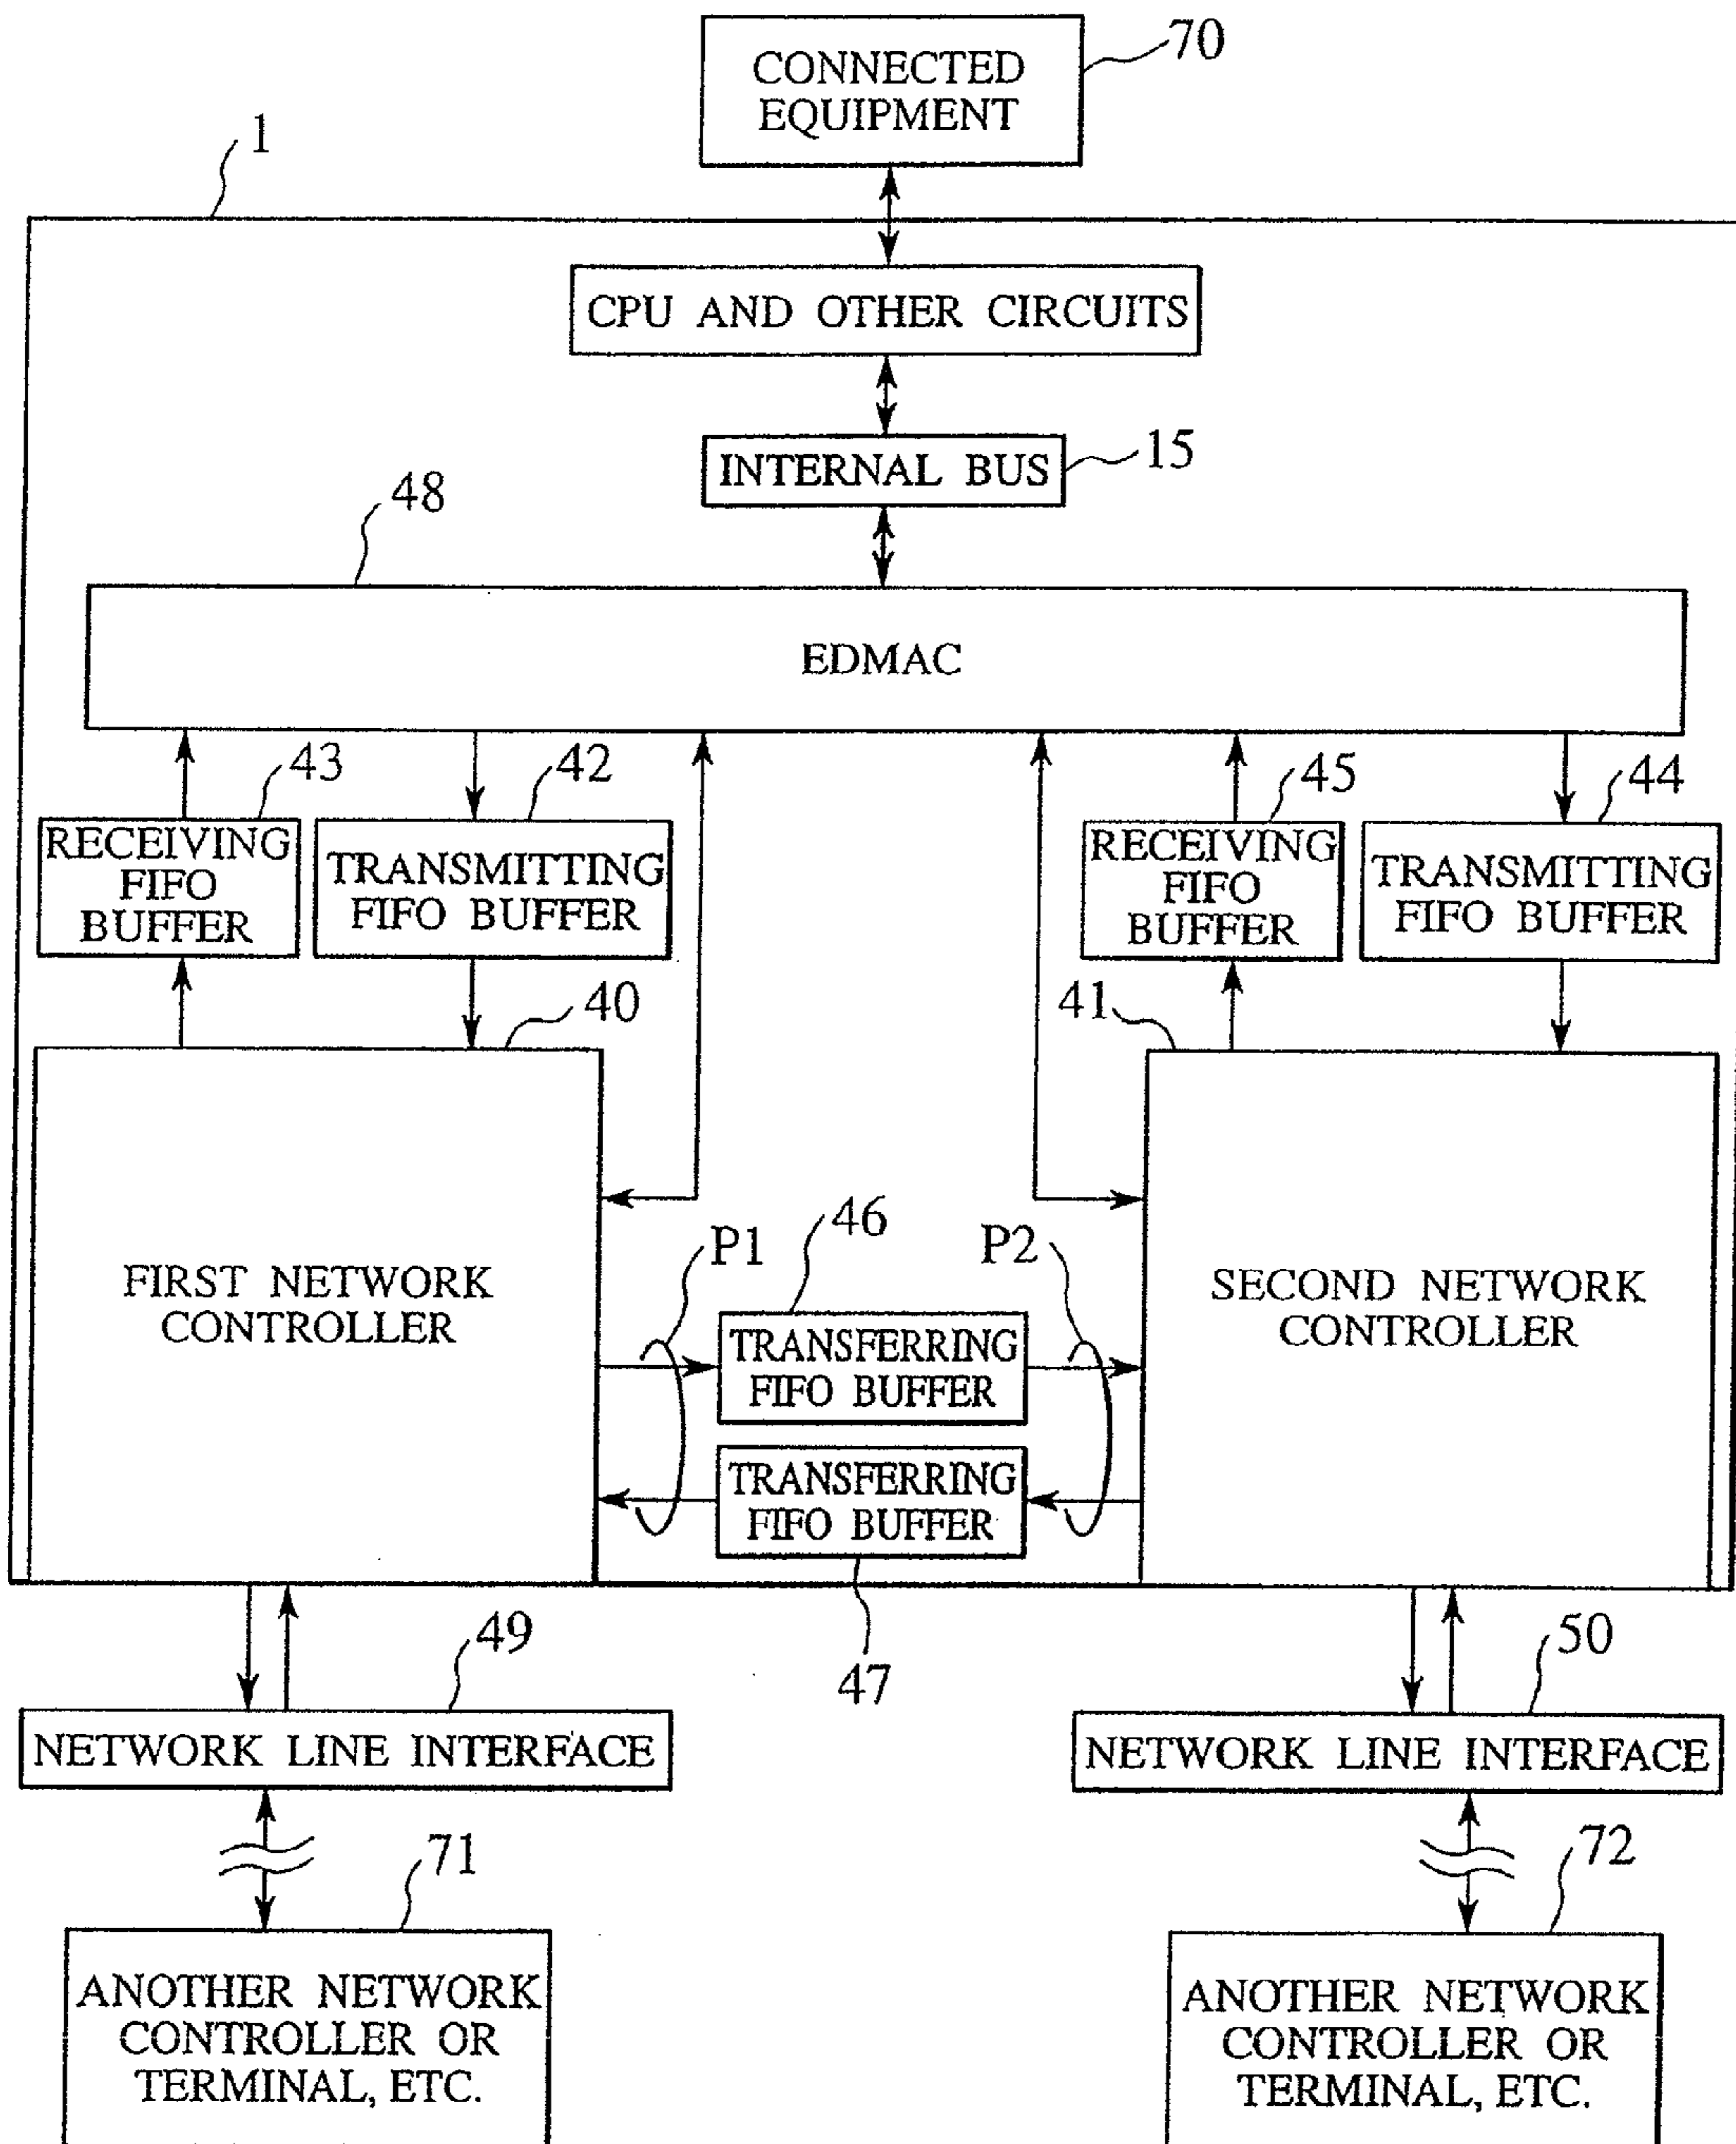 70
CONNECTED
EQUIPMENT
1
CPU AND OTHER CIRCUITS
INTERNAL BUS
15
48
EDMAC
43
42
45
44
RECEIVING
FIFO
BUFFER
TRANSMITTING
FIFO BUFFER
RECEIVING
FIFO
BUFFER
TRANSMITTING
FIFO BUFFER
40
41
FIRST NETWORK
CONTROLLER
P1
46
P2
SECOND NETWORK
CONTROLLER
TRANSFERRING
FIFO BUFFER
TRANSFERRING
FIFO BUFFER
47
49
50
NETWORK LINE INTERFACE
NETWORK LINE INTERFACE
71
72
ANOTHER NETWORK
CONTROLLER OR
TERMINAL, ETC.
ANOTHER NETWORK
CONTROLLER OR
TERMINAL, ETC.